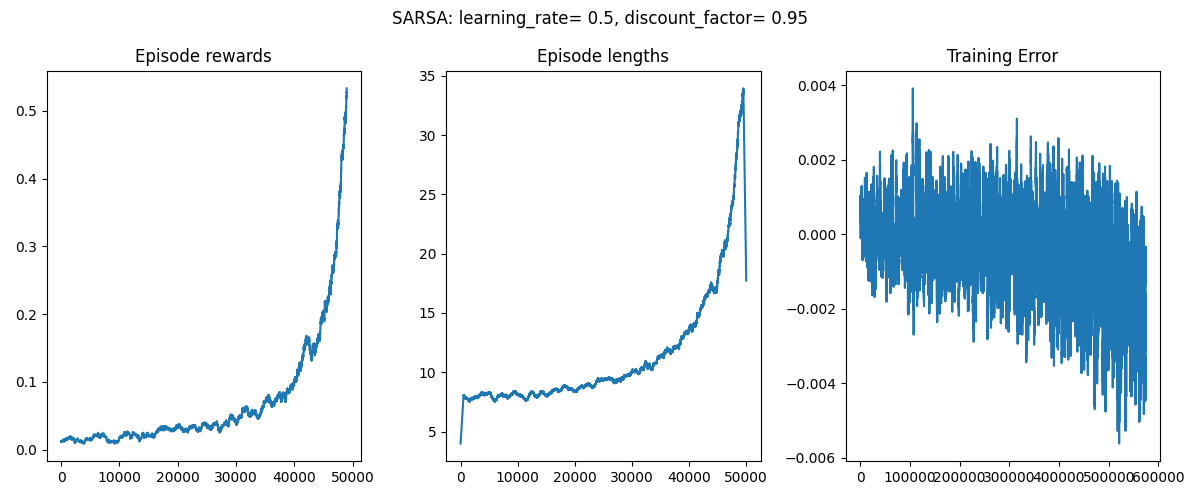 SARSA: learning_rate= 0.5, discount_factor= 0.95
Episode rewards
0.5
0.4
0.3
0.2
0.1
0.0
0 10000 20000 30000 40000 50000
Episode lengths
35
30
25
20
15
10
5
0 10000 20000 30000 40000 50000
Training Error
0.004
0.002
0.000
−0.002
−0.004
−0.006
0 100000 200000 300000 400000 500000 600000